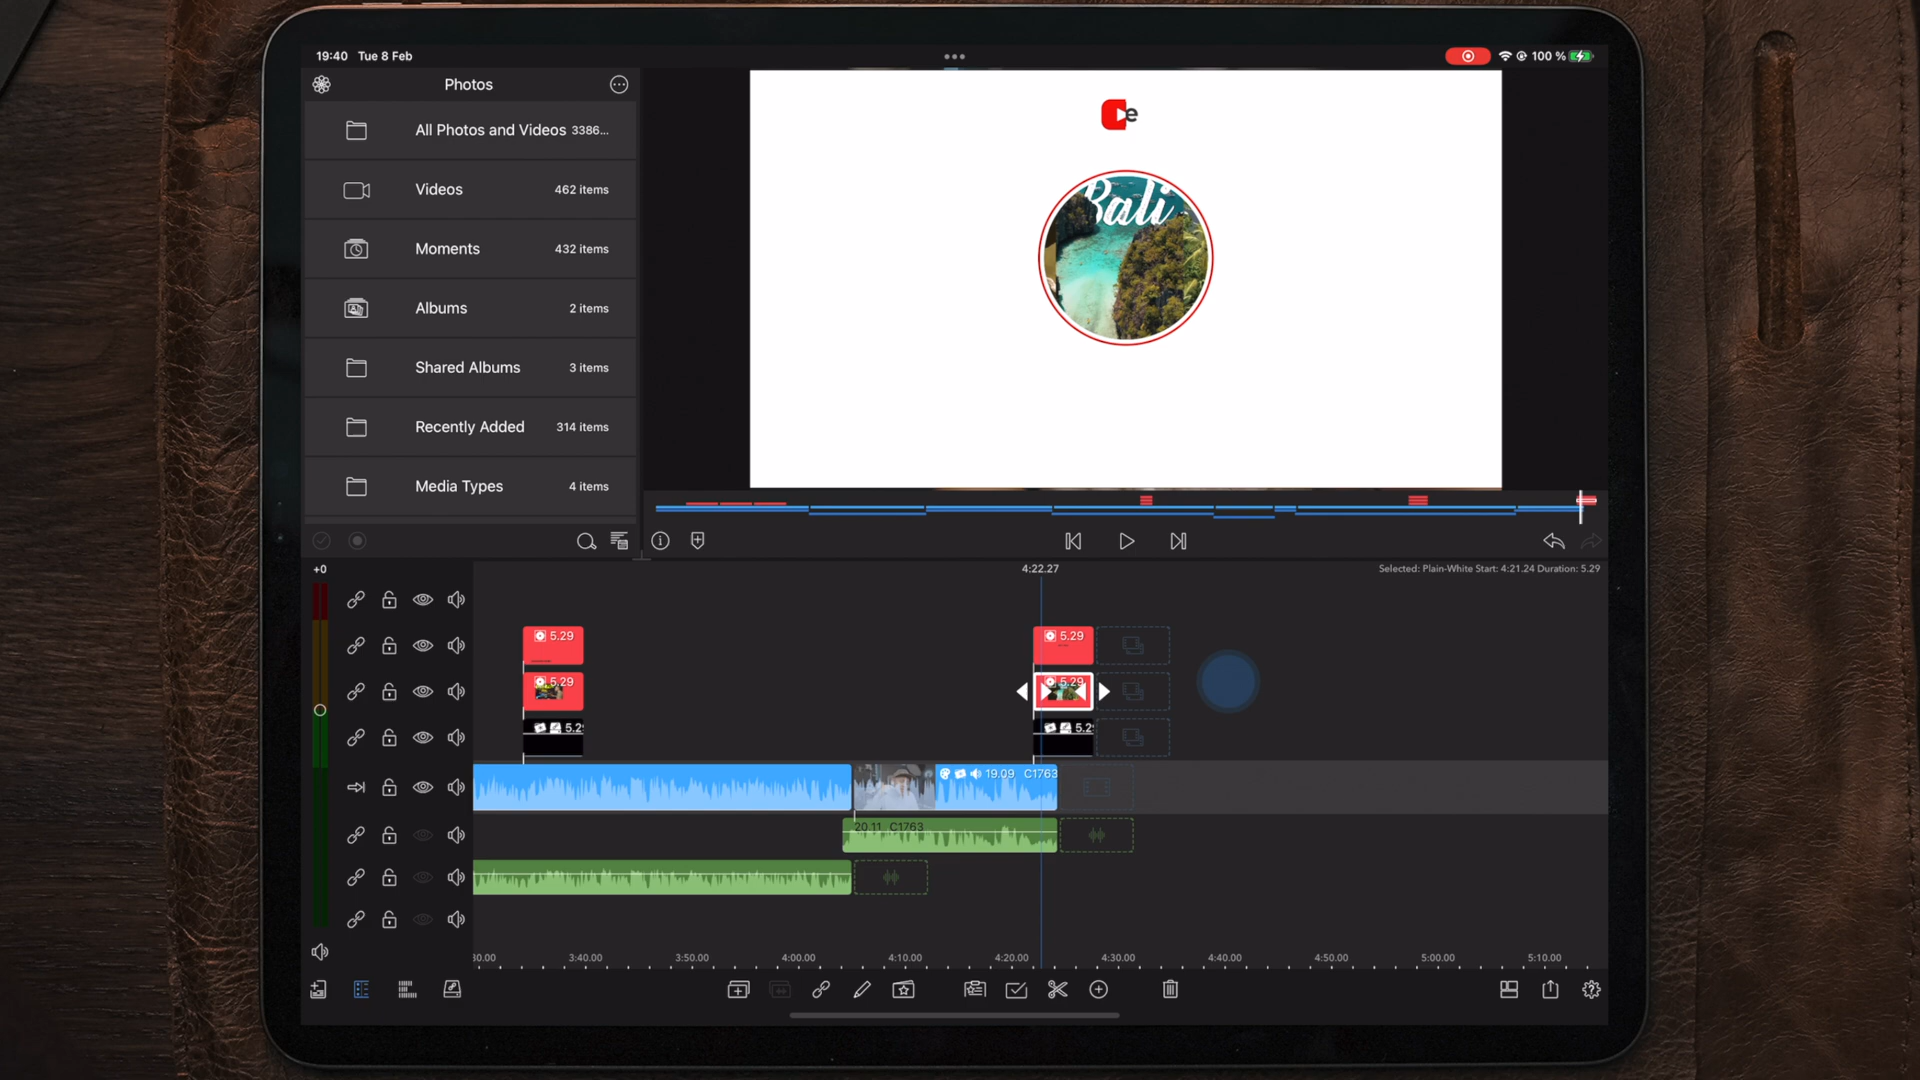 19:40 Tue 8 Feb
100 %
Photos
All Photos and Videos 3386...
Videos 462 items
Moments 432 items
Albums 2 items
Shared Albums 3 items
Recently Added 314 items
Media Types 4 items
e
Bali
+0
4:22.27
Selected: Plain-White Start: 4:21.24 Duration: 5.29
5.29
5.29
5.29
5.29
5.2
5.2
19.09 C1763
20.11 C1763
30.00 3:40.00 3:50.00 4:00.00 4:10.00 4:20.00 4:30.00 4:40.00 4:50.00 5:00.00 5:10.00